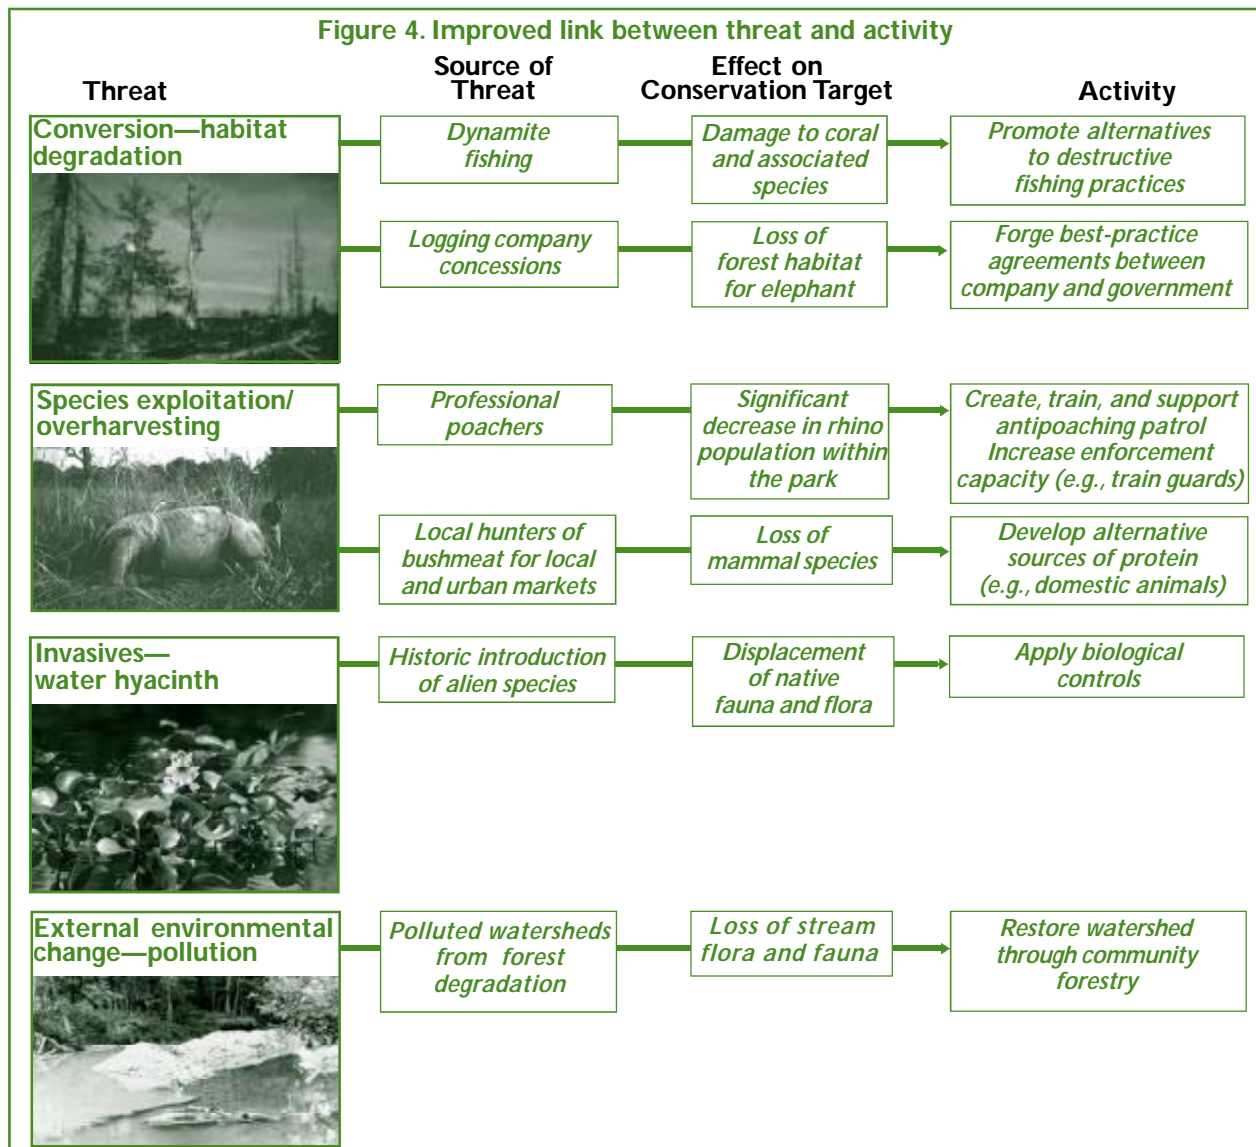 Figure 4. Improved link between threat and activity
Threat
Source of
Threat
Effect on
Conservation Target
Activity
Conversion—habitat
degradation
Dynamite
fishing
Damage to coral
and associated
species
Promote alternatives
to destructive
fishing practices
Logging company
concessions
Loss of
forest habitat
for elephant
Forge best-practice
agreements between
company and government
Species exploitation/
overharvesting
Professional
poachers
Significant
decrease in rhino
population within
the park
Create, train, and support
antipoaching patrol
Increase enforcement
capacity (e.g., train guards)
Local hunters of
bushmeat for local
and urban markets
Loss of
mammal species
Develop alternative
sources of protein
(e.g., domestic animals)
Invasives—
water hyacinth
Historic introduction
of alien species
Displacement
of native
fauna and flora
Apply biological
controls
External environmental
change—pollution
Polluted watersheds
from forest
degradation
Loss of stream
flora and fauna
Restore watershed
through community
forestry